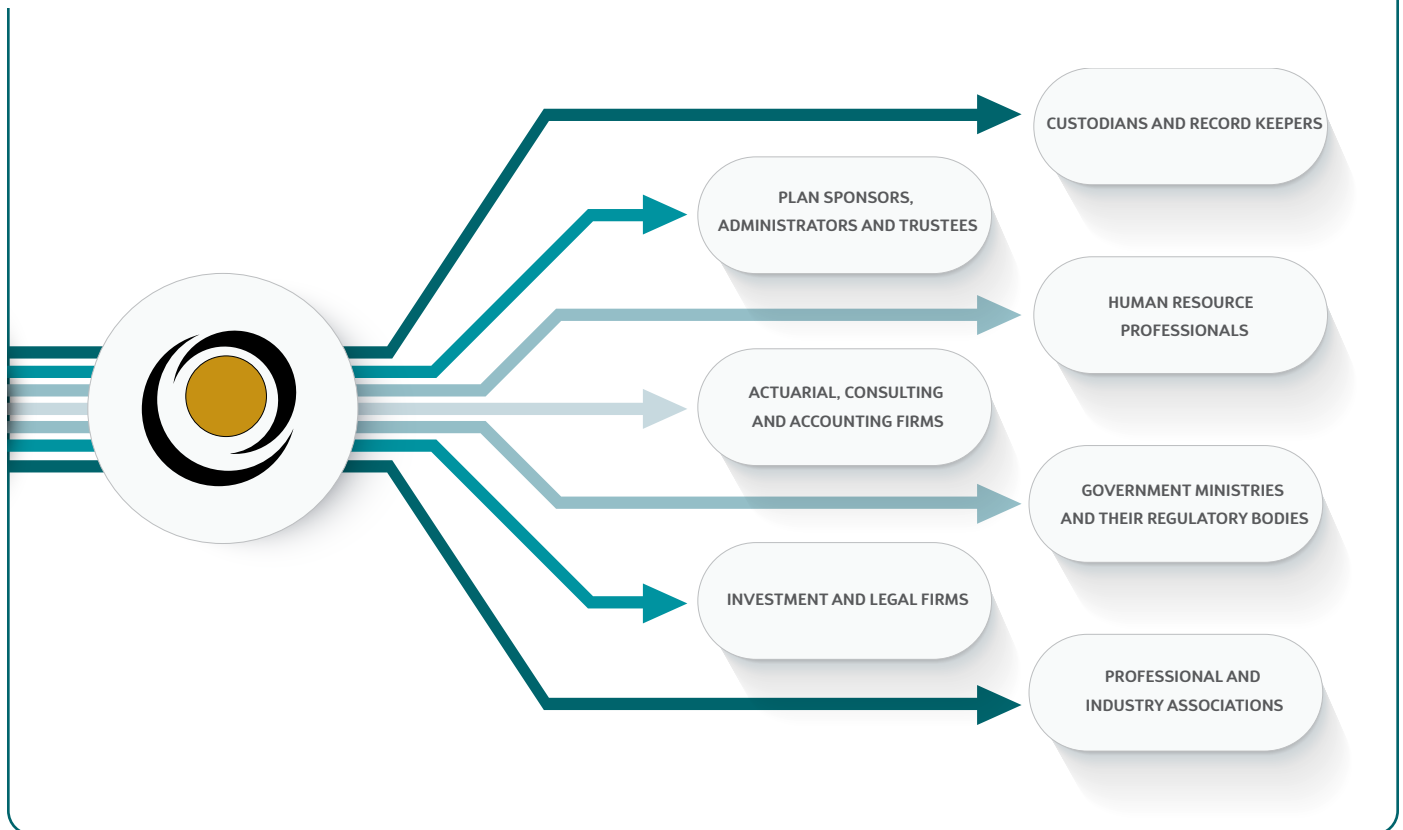 CUSTODIANS AND RECORD KEEPERS
PLAN SPONSORS,
ADMINISTRATORS AND TRUSTEES
HUMAN RESOURCE
PROFESSIONALS
ACTUARIAL, CONSULTING
AND ACCOUNTING FIRMS
GOVERNMENT MINISTRIES
AND THEIR REGULATORY BODIES
INVESTMENT AND LEGAL FIRMS
PROFESSIONAL AND
INDUSTRY ASSOCIATIONS